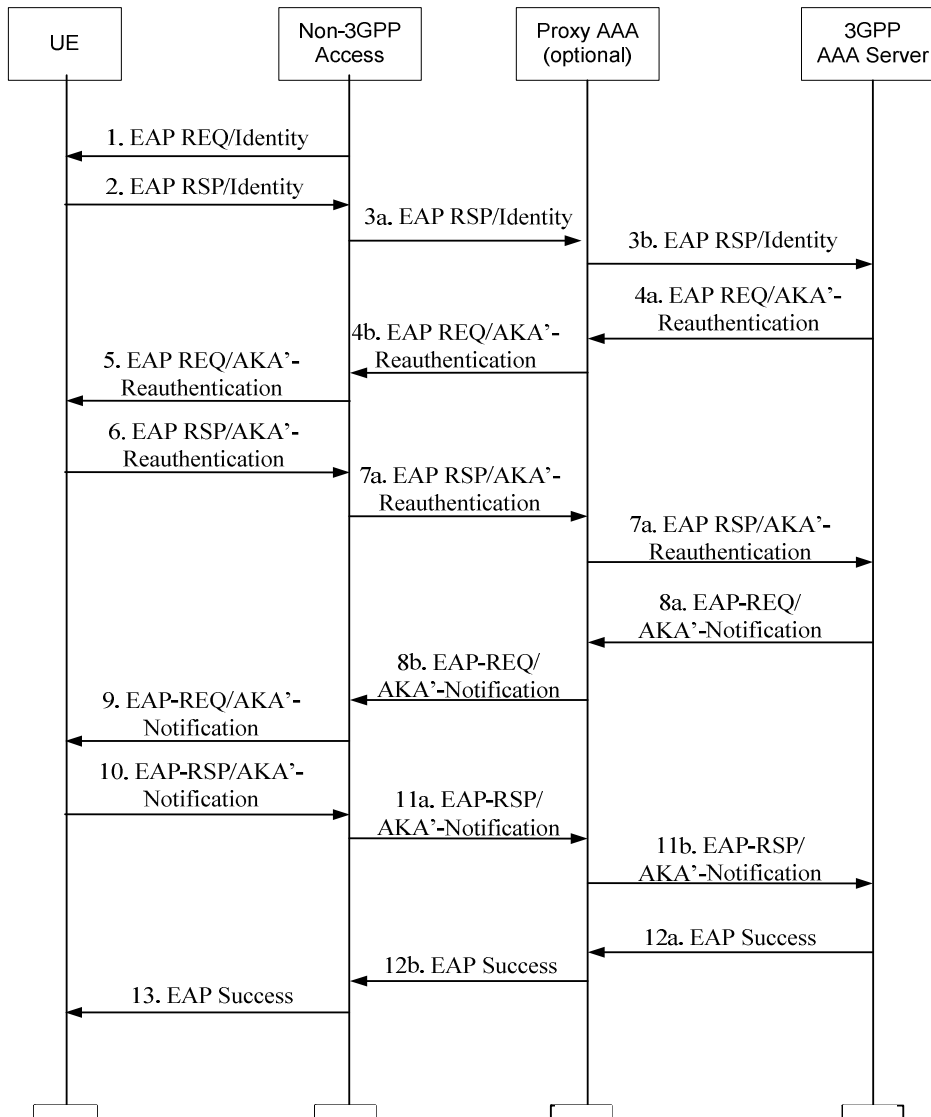 UE
Non-3GPP
Access
Proxy AAA
(optional)
3GPP
AAA Server
1. EAP REQ/Identity
2. EAP RSP/Identity
3a. EAP RSP/Identity
3b. EAP RSP/Identity
4a. EAP REQ/AKA’-
Reauthentication
4b. EAP REQ/AKA’-
Reauthentication
5. EAP REQ/AKA’-
Reauthentication
6. EAP RSP/AKA’-
Reauthentication
7a. EAP RSP/AKA’-
Reauthentication
7a. EAP RSP/AKA’-
Reauthentication
8a. EAP-REQ/
AKA’-Notification
8b. EAP-REQ/
AKA’-Notification
9. EAP-REQ/AKA’-
Notification
10. EAP-RSP/AKA’-
Notification
11a. EAP-RSP/
AKA’-Notification
11b. EAP-RSP/
AKA’-Notification
12a. EAP Success
12b. EAP Success
13. EAP Success